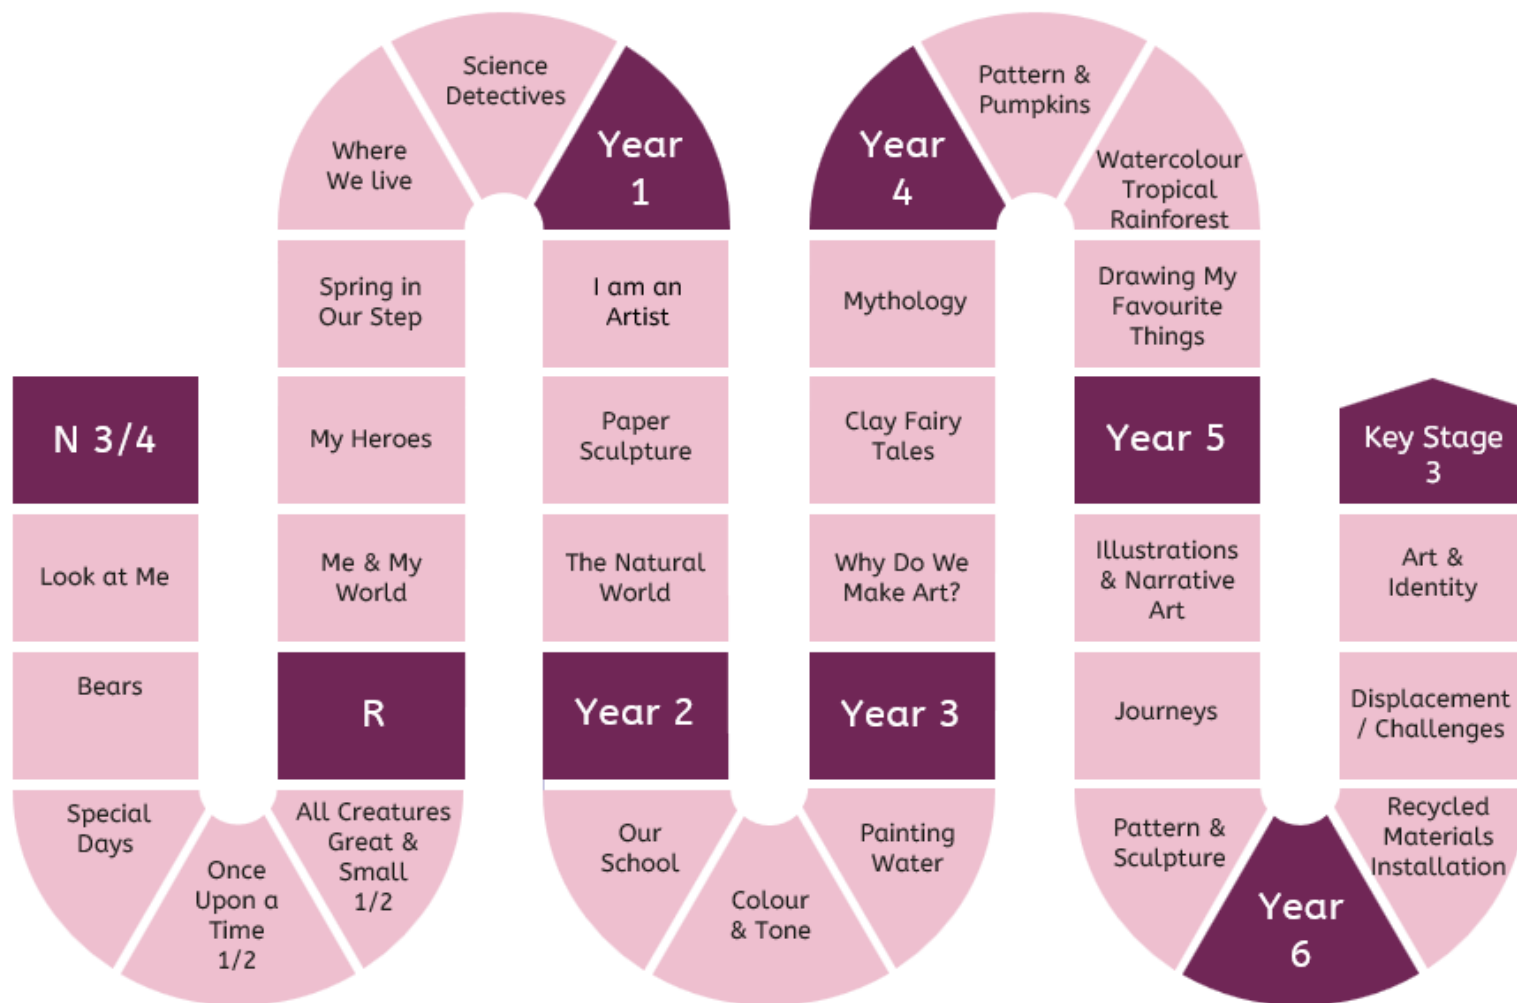 N 3/4
Look at Me
Bears
Special
Days
Once
Upon a
Time
1/2
All Creatures
Great &
Small
1/2
R
Me & My
World
My Heroes
Spring in
Our Step
Where
We live
Science
Detectives
Year
1
I am an
Artist
Paper
Sculpture
The Natural
World
Year 2
Our
School
Colour
& Tone
Painting
Water
Year 3
Why Do We
Make Art?
Clay Fairy
Tales
Mythology
Year
4
Pattern &
Pumpkins
Watercolour
Tropical
Rainforest
Drawing My
Favourite
Things
Year 5
Illustrations
& Narrative
Art
Journeys
Pattern &
Sculpture
Year
6
Recycled
Materials
Installation
Displacement
/ Challenges
Art &
Identity
Key Stage
3